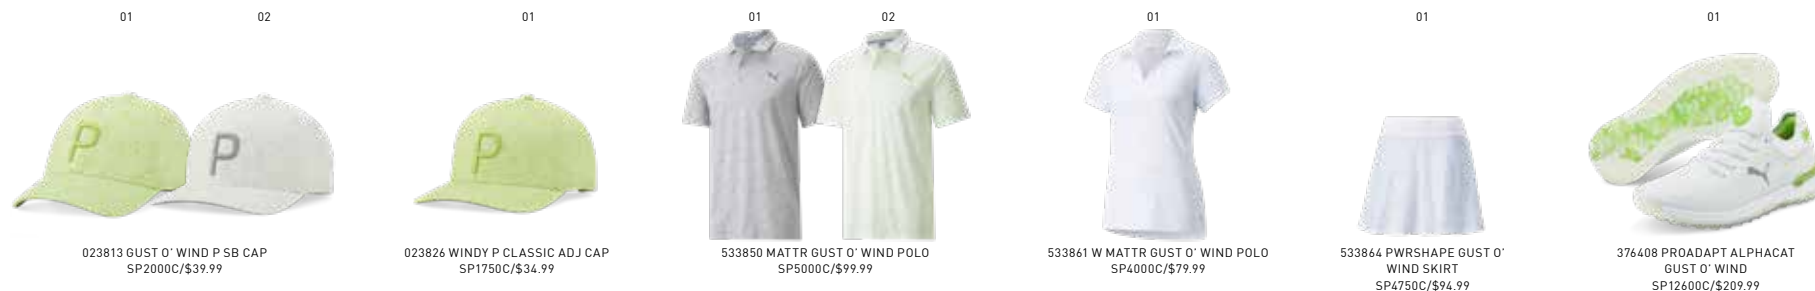 01 02
01
01 02
01
01
01
P P
P
023813 GUST O' WIND P SB CAP
SP2000C/$39.99
023826 WINDY P CLASSIC ADJ CAP
SP1750C/$34.99
533850 MATTR GUST O' WIND POLO
SP5000C/$99.99
533861 W MATTR GUST O' WIND POLO
SP4000C/$79.99
533864 PWRSHAPE GUST O'
WIND SKIRT
SP4750C/$94.99
376408 PROADAPT ALPHACAT
GUST O' WIND
SP12600C/$209.99